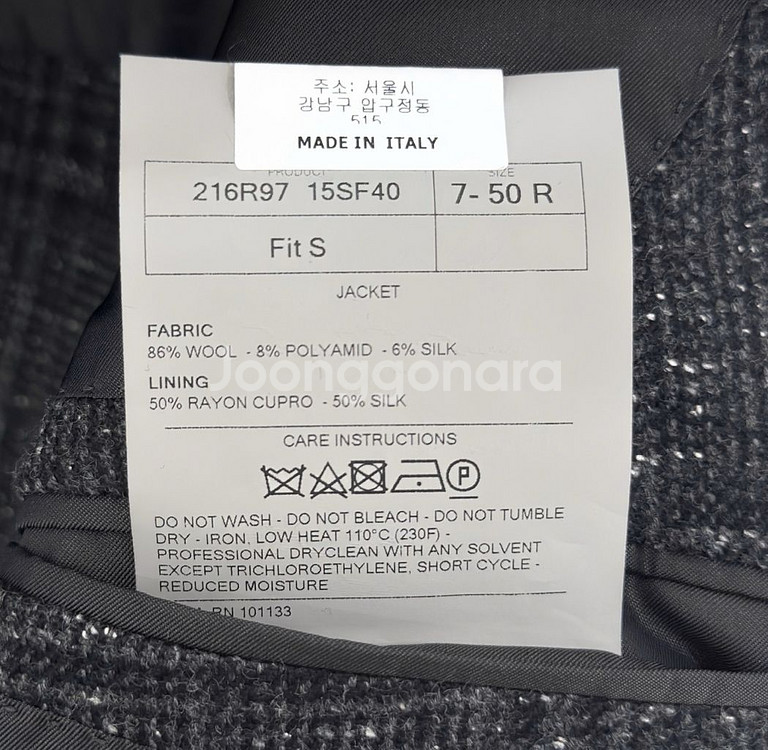 주소: 서울시
강남구 압구정동
515
MADE IN ITALY
PRODUCT SIZE
216R97 15SF40 7- 50 R
Fit S
JACKET
FABRIC
86% WOOL - 8% POLYAMID - 6% SILK
Joonggonara
LINING
50% RAYON CUPRO - 50% SILK
CARE INSTRUCTIONS
P
DO NOT WASH - DO NOT BLEACH - DO NOT TUMBLE
DRY - IRON, LOW HEAT 110°C (230F) -
PROFESSIONAL DRYCLEAN WITH ANY SOLVENT
EXCEPT TRICHLOROETHYLENE, SHORT CYCLE -
REDUCED MOISTURE
RN 101133